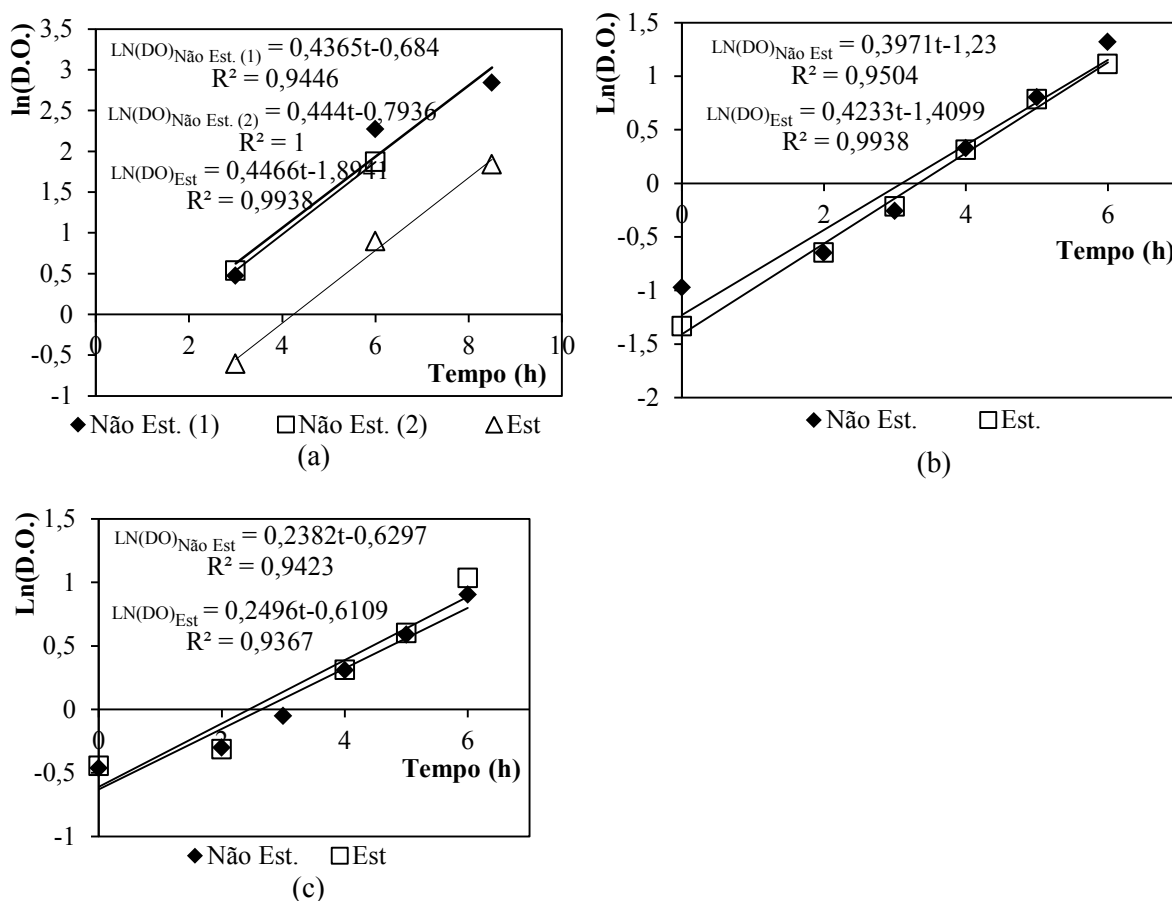 ln(D.O.)
3,5
3
2,5
2
1,5
1
0,5
0
-0,5
-1
0
2
4
6
8
10
LN(DO)Não Est. (1) = 0,4365t-0,684
R² = 0,9446
LN(DO)Não Est. (2) = 0,444t-0,7936
R² = 1
LN(DO)Est = 0,4466t-1,8941
R² = 0,9938
Tempo (h)
Não Est. (1) Não Est. (2) Est
(a)
Ln(D.O.)
1,5
1
0,5
0
-0,5
-1
-1,5
-2
0
2
4
6
LN(DO)Não Est = 0,3971t-1,23
R² = 0,9504
LN(DO)Est = 0,4233t-1,4099
R² = 0,9938
Tempo (h)
Não Est. Est.
(b)
Ln(D.O.)
1,5
1
0,5
0
-0,5
-1
0
2
4
6
LN(DO)Não Est = 0,2382t-0,6297
R² = 0,9423
LN(DO)Est = 0,2496t-0,6109
R² = 0,9367
Tempo (h)
Não Est. Est
(c)